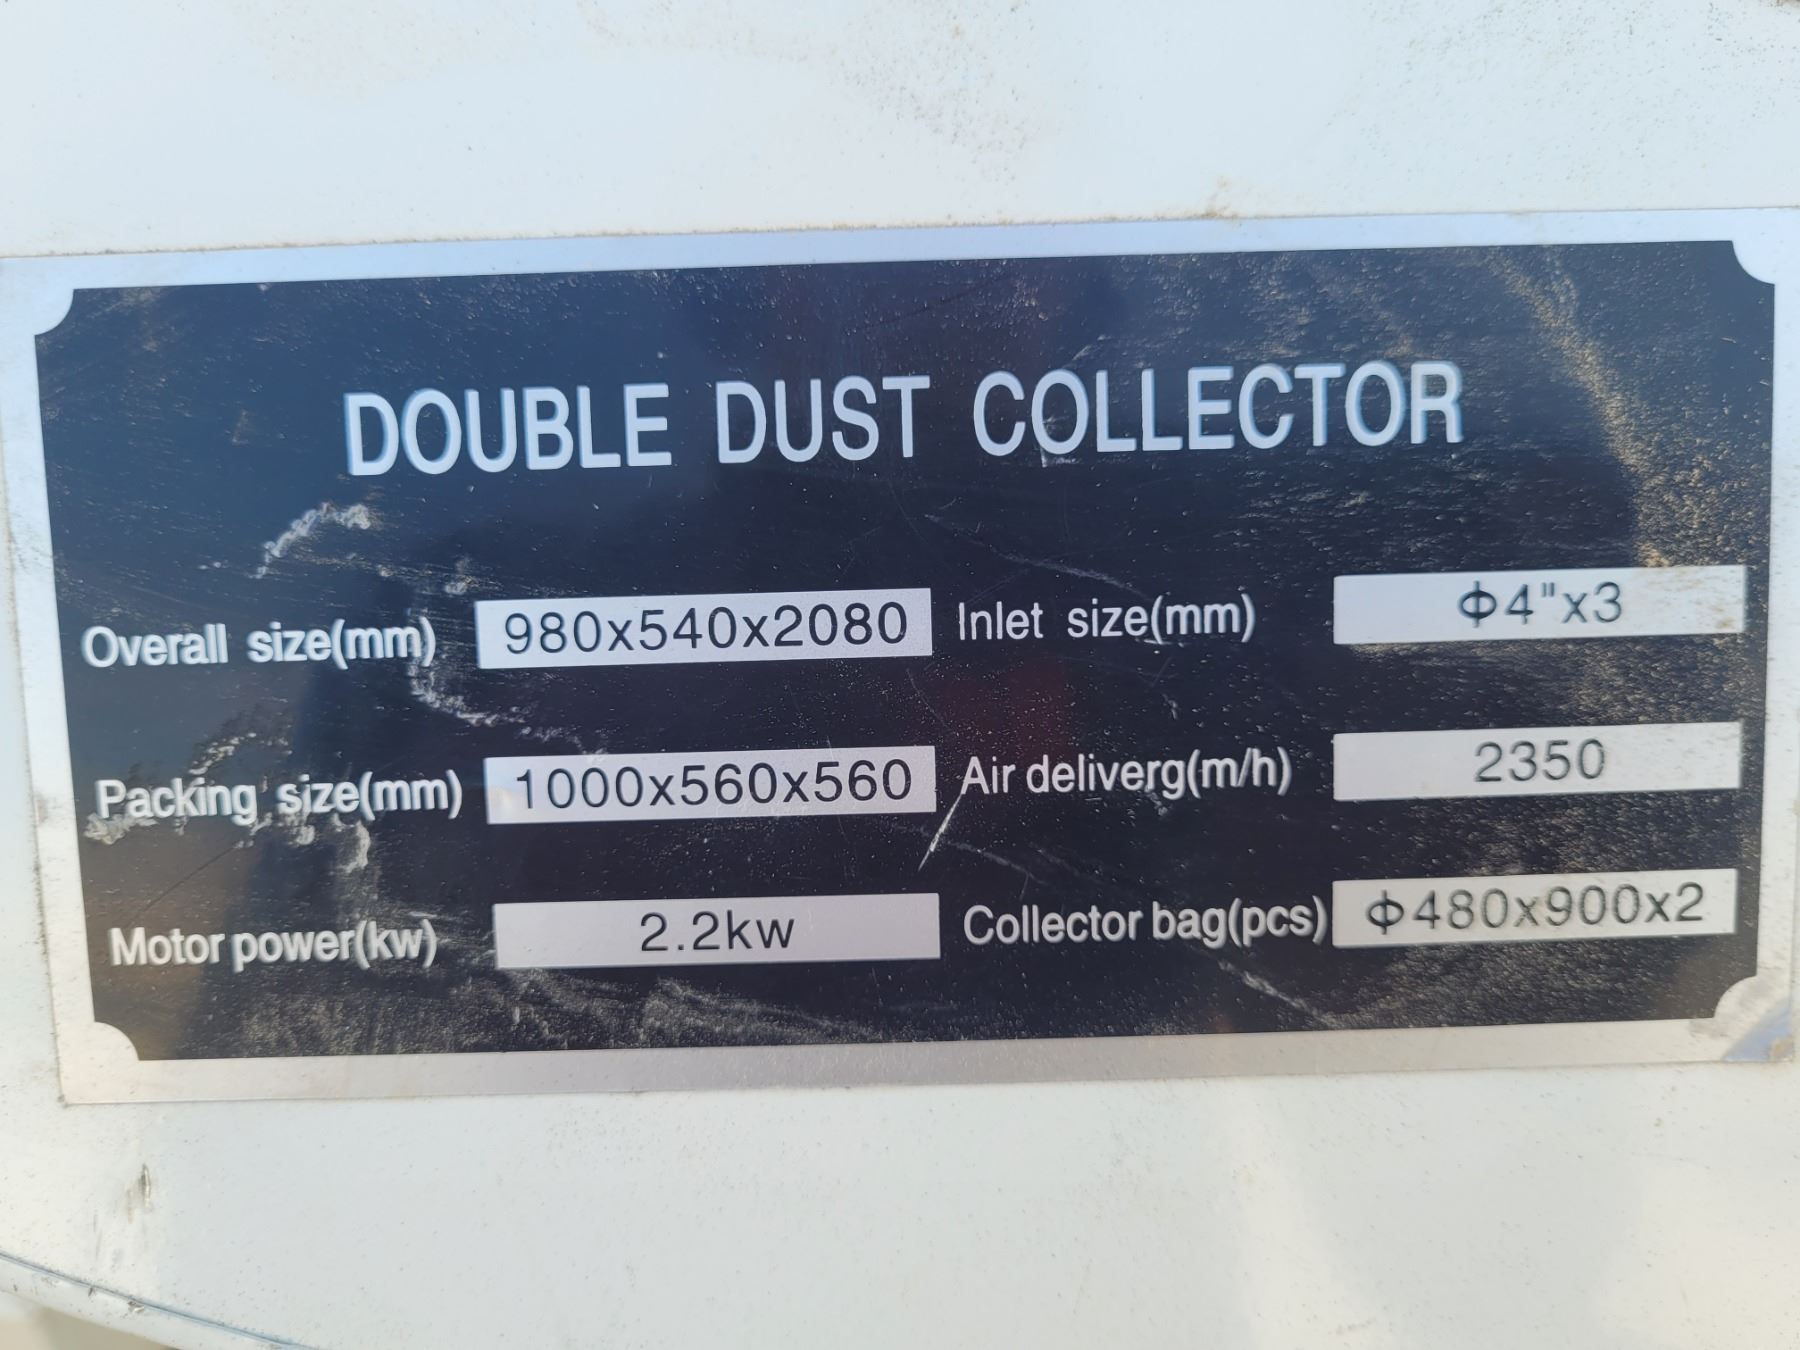 DOUBLE DUST COLLECTOR
Overall size(mm) 980x540x2080 Inlet size(mm) Φ4"x3
Packing size(mm) 1000x560x560 Air deliverg(m/h) 2350
Motor power(kw) 2.2kw Collector bag(pcs) Φ480x900x2